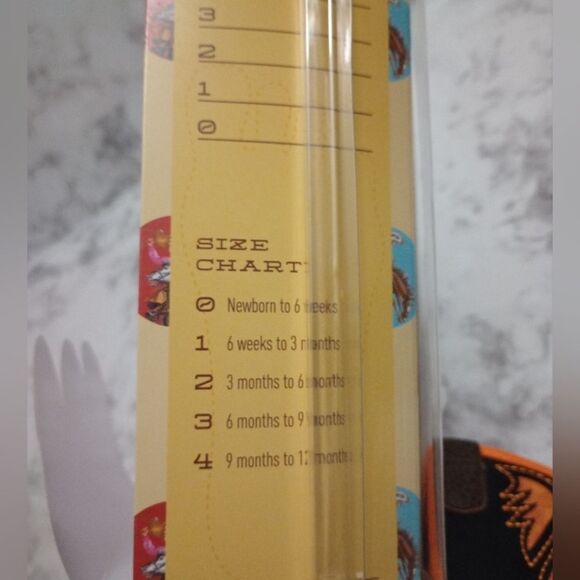 3
2
1
0
SIZE
CHART
0 Newborn to 6 weeks
1 6 weeks to 3 months
2 3 months to 6 months
3 6 months to 9 months
4 9 months to 12 months